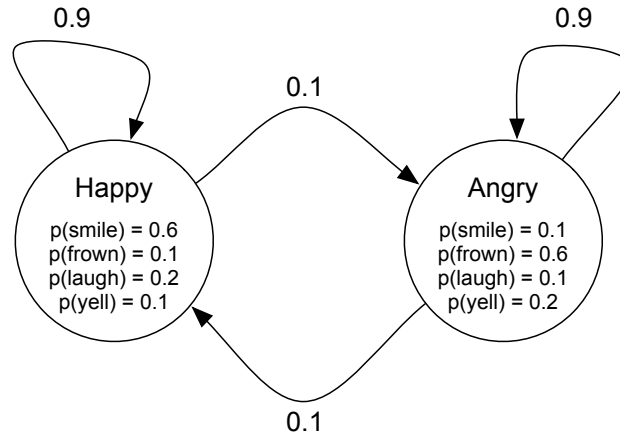 0.9
0.9
0.1
Happy
p(smile) = 0.6
p(frown) = 0.1
p(laugh) = 0.2
p(yell) = 0.1
Angry
p(smile) = 0.1
p(frown) = 0.6
p(laugh) = 0.1
p(yell) = 0.2
0.1